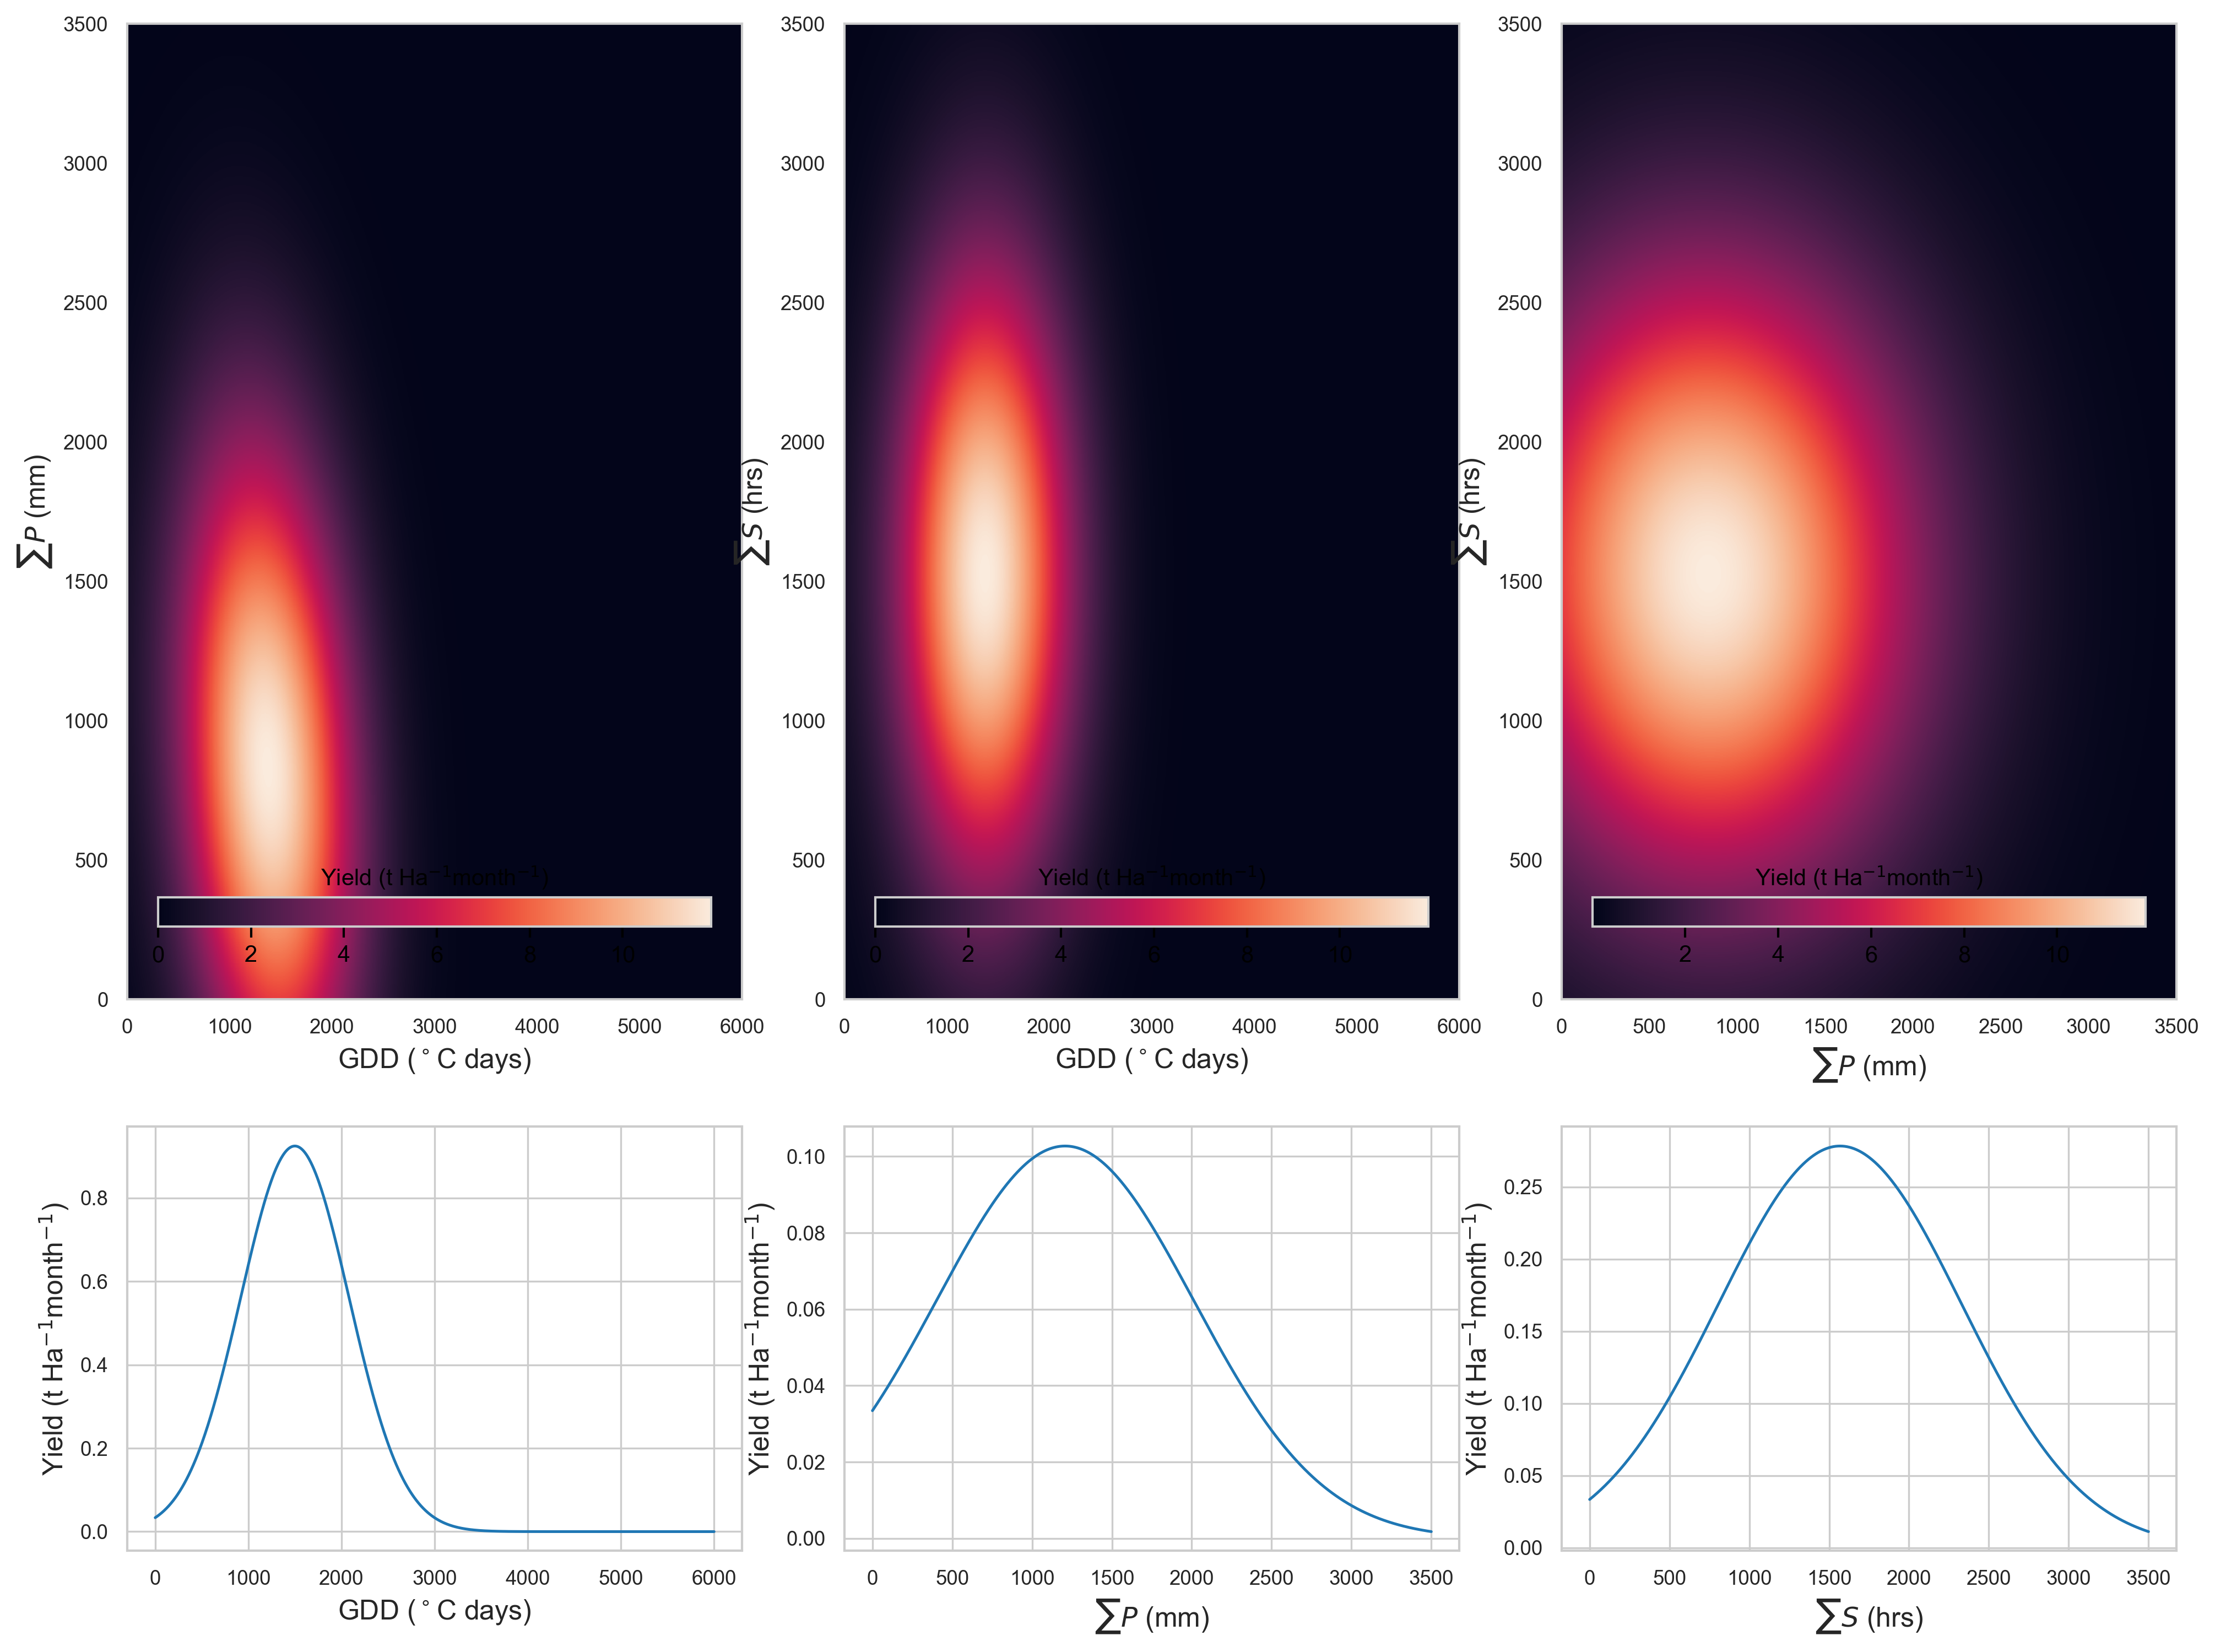 3500
3000
2500
2000
1500
1000
500
0
∑P (mm)
Yield (t Ha⁻¹month⁻¹)
0 2 4 6 8 10
0 1000 2000 3000 4000 5000 6000
GDD (°C days)
3500
3000
2500
2000
1500
1000
500
0
∑S (hrs)
Yield (t Ha⁻¹month⁻¹)
0 2 4 6 8 10
0 1000 2000 3000 4000 5000 6000
GDD (°C days)
3500
3000
2500
2000
1500
1000
500
0
∑S (hrs)
Yield (t Ha⁻¹month⁻¹)
2 4 6 8 10
0 500 1000 1500 2000 2500 3000 3500
∑P (mm)
0.8
0.6
0.4
0.2
0.0
Yield (t Ha⁻¹month⁻¹)
0 1000 2000 3000 4000 5000 6000
GDD (°C days)
0.10
0.08
0.06
0.04
0.02
0.00
Yield (t Ha⁻¹month⁻¹)
0 500 1000 1500 2000 2500 3000 3500
∑P (mm)
0.25
0.20
0.15
0.10
0.05
0.00
Yield (t Ha⁻¹month⁻¹)
0 500 1000 1500 2000 2500 3000 3500
∑S (hrs)